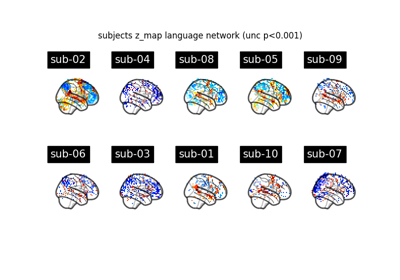 subjects z_map language network (unc p<0.001)
sub-02 sub-04 sub-08 sub-05 sub-09
sub-06 sub-03 sub-01 sub-10 sub-07